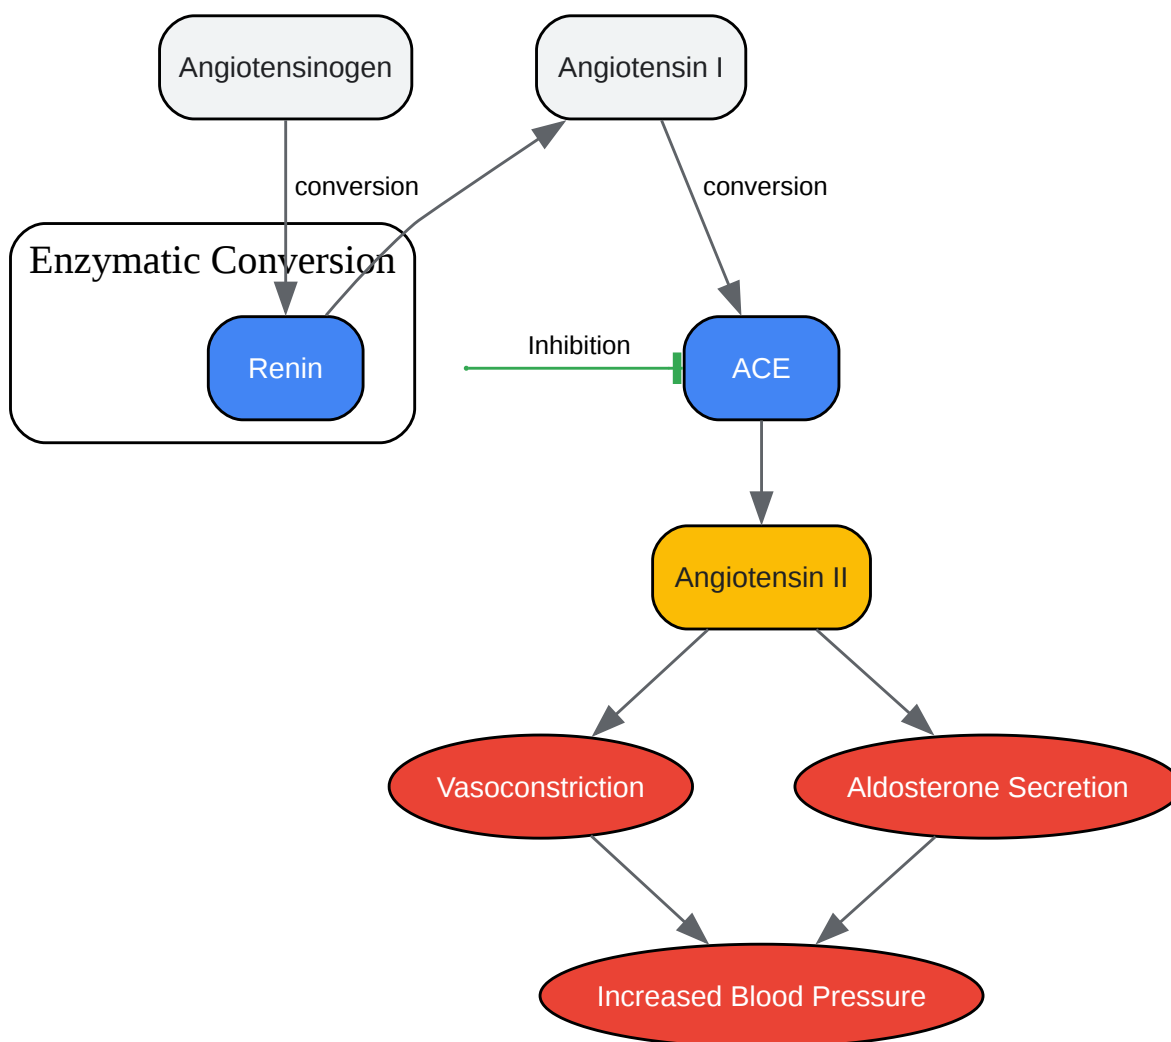 Angiotensinogen
Angiotensin I
conversion
conversion
Enzymatic Conversion
Renin
Inhibition
ACE
Angiotensin II
Vasoconstriction
Aldosterone Secretion
Increased Blood Pressure